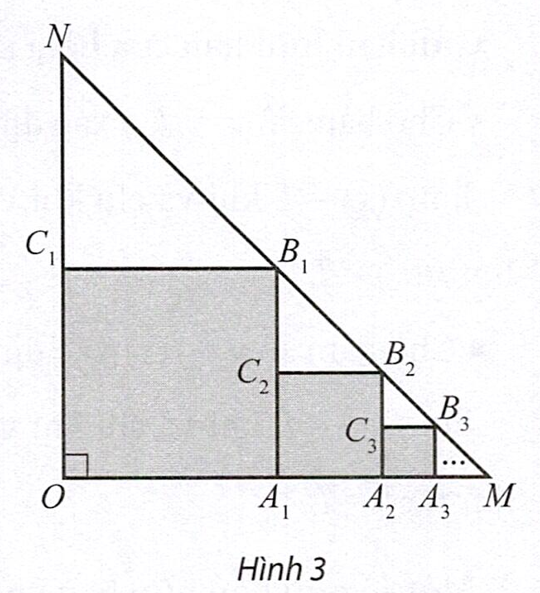 N
C₁ B₁
C₂ B₂
C₃ B₃
...
O A₁ A₂ A₃ M
Hình 3